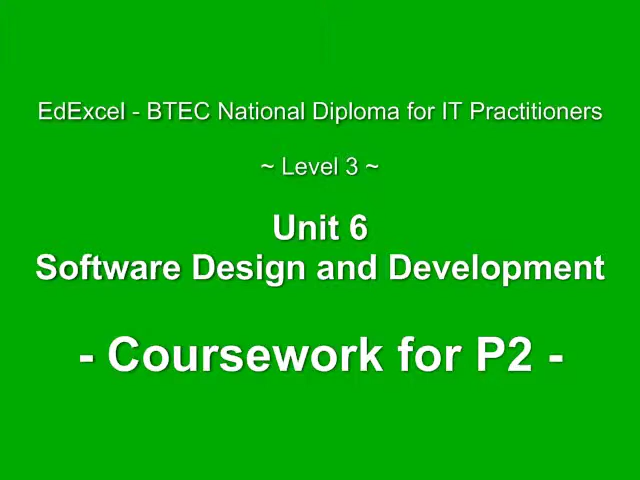 EdExcel - BTEC National Diploma for IT Practitioners
~ Level 3 ~
Unit 6
Software Design and Development
- Coursework for P2 -